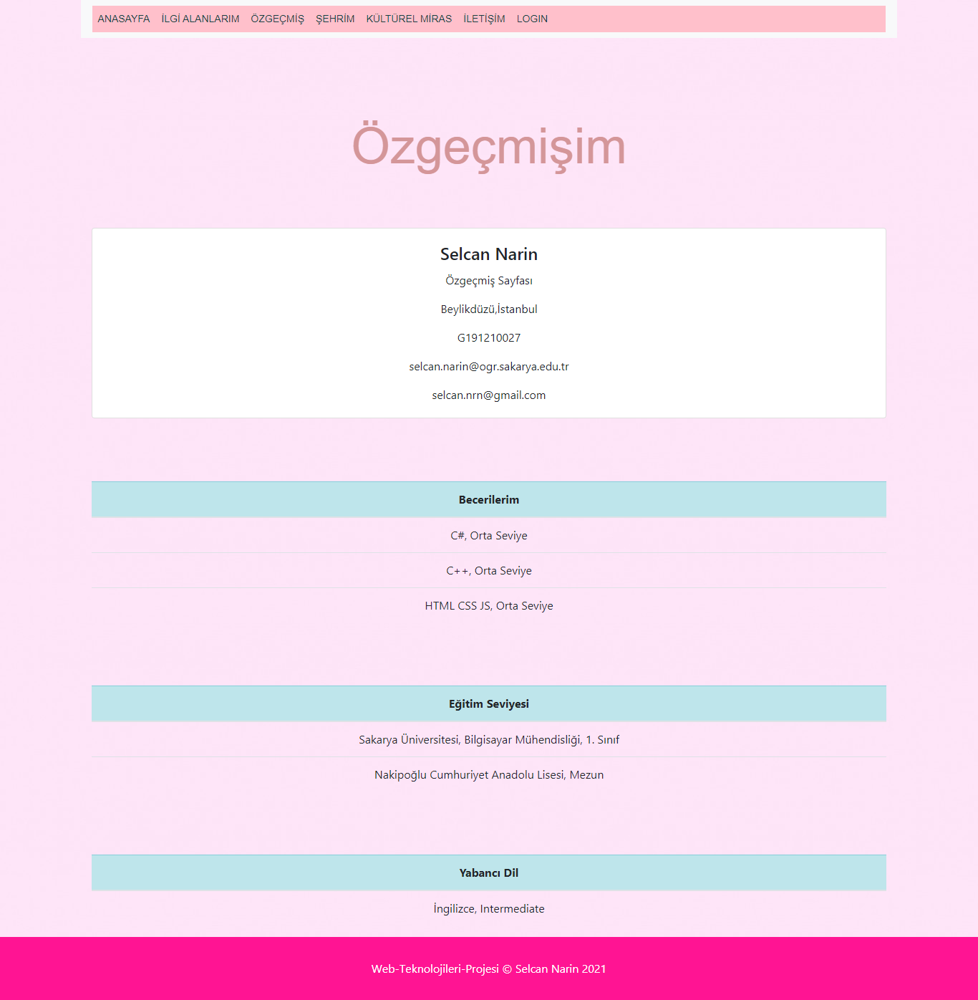 ANASAYFA İLGİ ALANLARIM ÖZGEÇMİŞ ŞEHRİM KÜLTÜREL MİRAS İLETİŞİM LOGIN
Özgeçmişim
Selcan Narin
Özgeçmiş Sayfası
Beylikdüzü,İstanbul
G191210027
selcan.narin@ogr.sakarya.edu.tr
selcan.nrn@gmail.com
Becerilerim
C#, Orta Seviye
C++, Orta Seviye
HTML CSS JS, Orta Seviye
Eğitim Seviyesi
Sakarya Üniversitesi, Bilgisayar Mühendisliği, 1. Sınıf
Nakipoğlu Cumhuriyet Anadolu Lisesi, Mezun
Yabancı Dil
İngilizce, Intermediate
Web-Teknolojileri-Projesi © Selcan Narin 2021